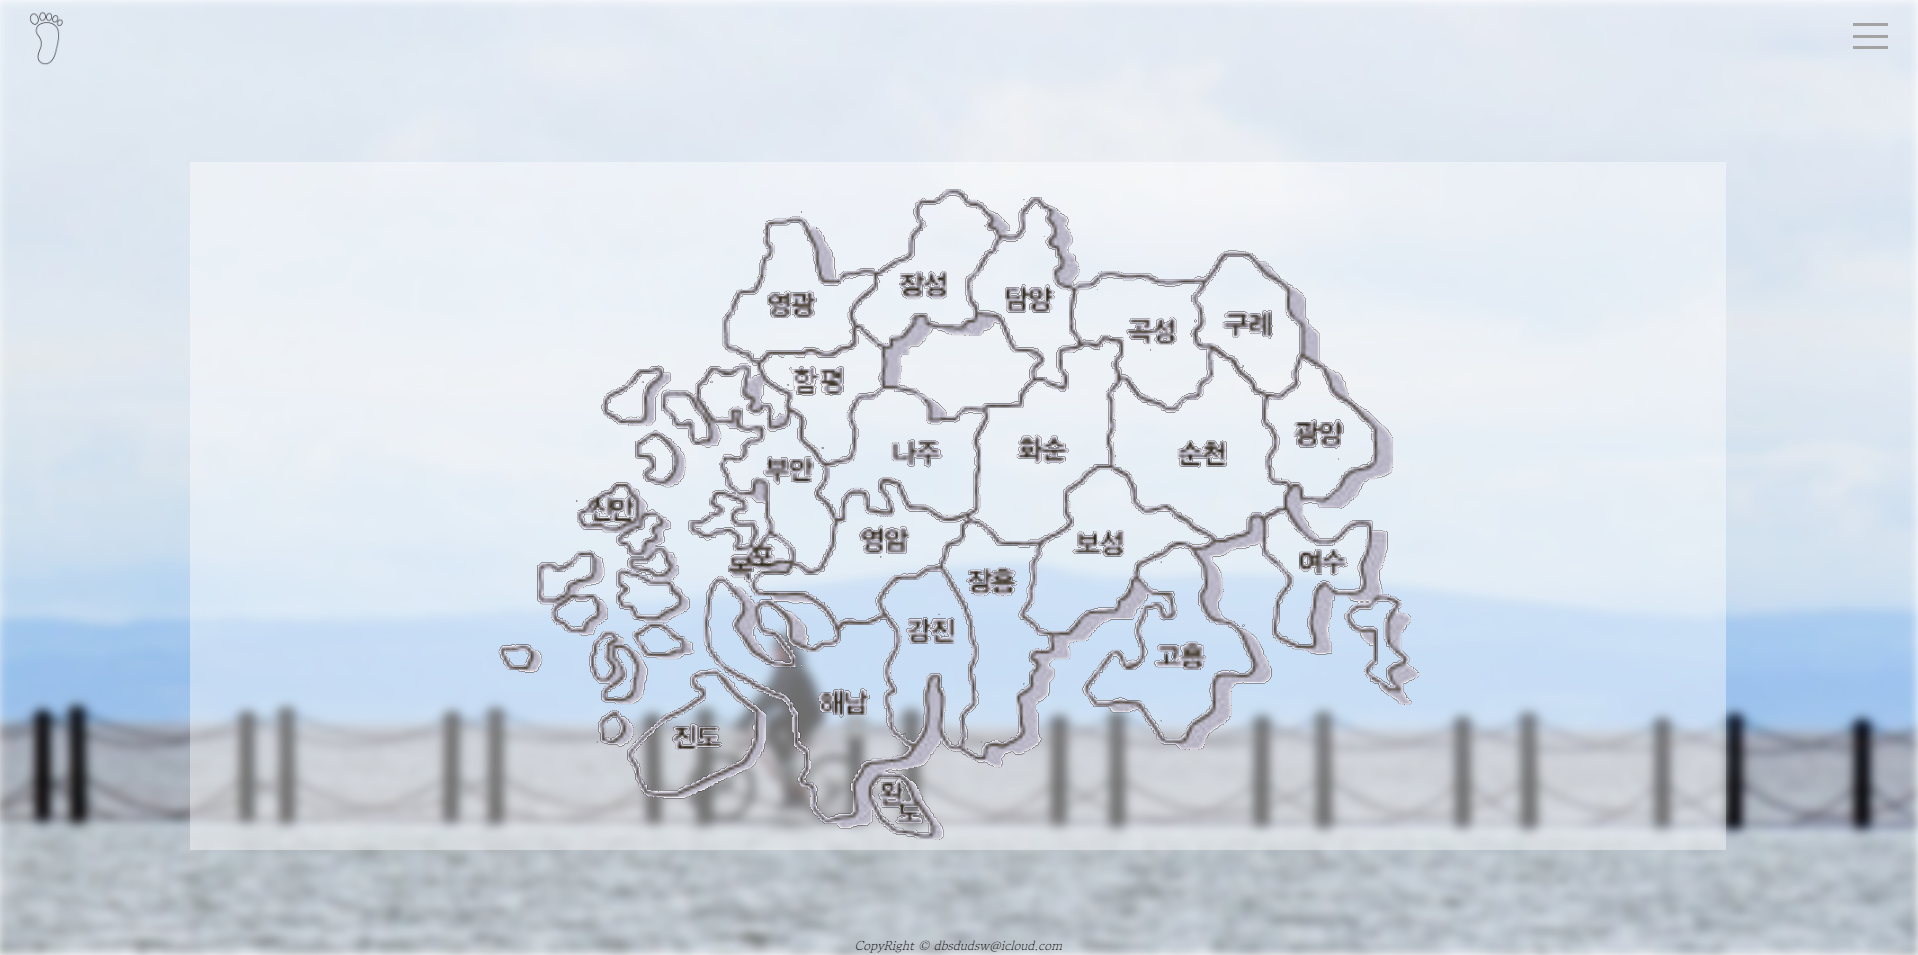 장성
담양
영광
구레
곡성
함평
광양
화순
나주
순천
부안
신안
영암
보성
목포
여수
장흥
감진
고흥
해남
진도
완도
CopyRight © dbsdudsw@icloud.com